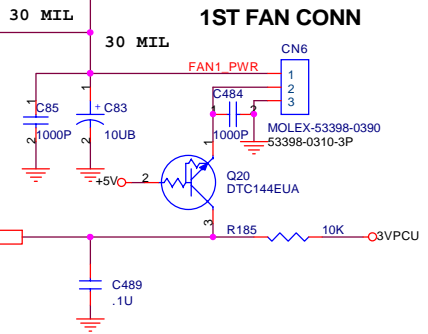 1ST FAN CONN
30 MIL
30 MIL
CN6
FAN1_PWR
1
2
3
C85
1
1000P
2
1
+
C83
10UB
2
C484
1
2
1000P
MOLEX-53398-0390
53398-0310-3P
1
+5V
2
Q20
DTC144EUA
3
R185
10K
3VPCU
C489
.1U